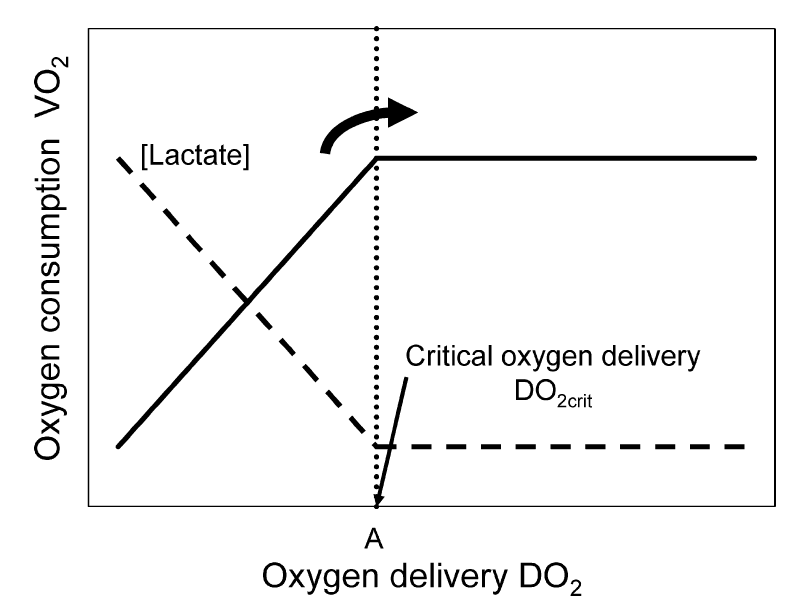 Oxygen consumption VO2
[Lactate]
Critical oxygen delivery
DO2crit
A
Oxygen delivery DO2